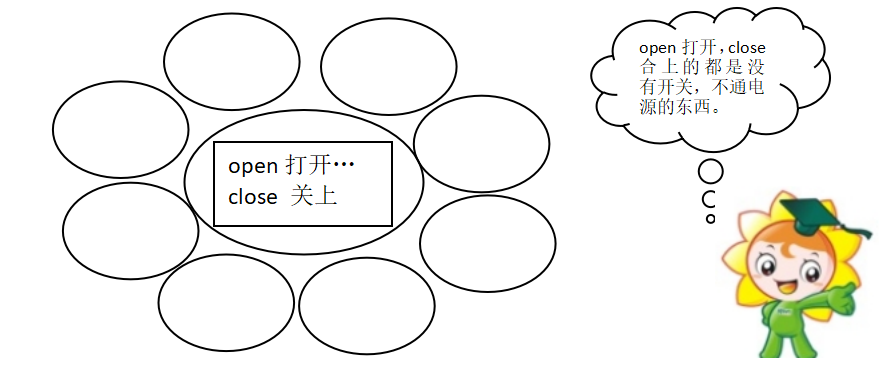 open 打开…
close 关上
open 打开，close
合上的都是没
有开关，不通电
源的东西。